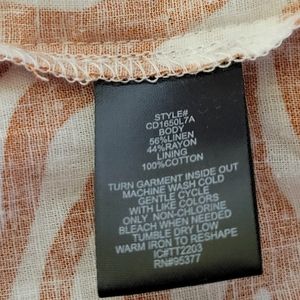 STYLE#
CD1650L7A
BODY
56%LINEN
44%RAYON
LINING
100%COTTON
TURN GARMENT INSIDE OUT
MACHINE WASH COLD
GENTLE CYCLE
WITH LIKE COLORS
ONLY NON-CHLORINE
BLEACH WHEN NEEDED
TUMBLE DRY LOW
WARM IRON TO RESHAPE
IC#TT2203
RN#95377